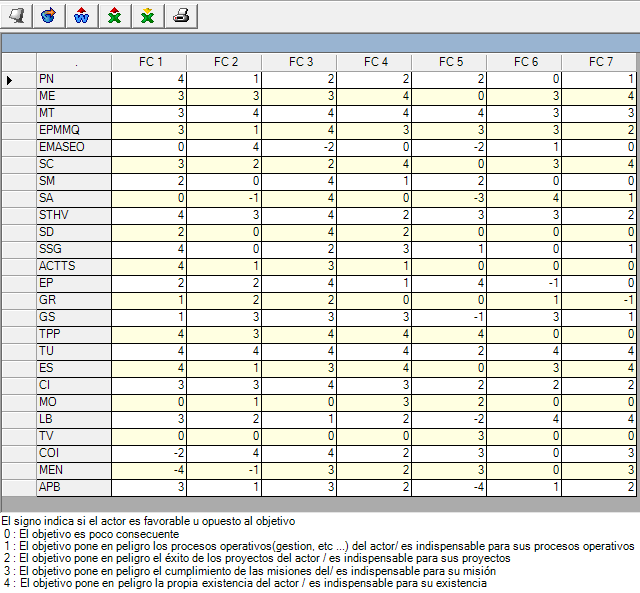 . FC 1 FC 2 FC 3 FC 4 FC 5 FC 6 FC 7
PN 4 1 2 2 2 0 1
ME 3 3 3 4 0 3 4
MT 3 4 4 4 4 3 3
EPMMQ 3 1 4 3 3 3 2
EMASEO 0 4 -2 0 -2 1 0
SC 3 2 2 4 0 3 4
SM 2 0 4 1 2 0 0
SA 0 -1 4 0 -3 4 1
STHV 4 3 4 2 3 3 2
SD 2 0 4 2 0 0 0
SSG 4 0 2 3 1 0 1
ACTTS 4 1 3 1 0 0 0
EP 2 2 4 1 4 -1 0
GR 1 2 2 0 0 1 -1
GS 1 3 3 3 -1 3 1
TPP 4 3 4 4 4 0 0
TU 4 4 4 4 2 4 4
ES 4 1 3 4 0 3 4
CI 3 3 4 3 2 2 2
MO 0 1 0 3 2 0 0
LB 3 2 1 2 -2 4 4
TV 0 0 0 0 3 0 0
COI -2 4 4 2 3 0 3
MEN -4 -1 3 2 3 0 3
APB 3 1 3 2 -4 1 2
El signo indica si el actor es favorable u opuesto al objetivo
0 : El objetivo es poco consecuente
1 : El objetivo pone en peligro los procesos operativos(gestion, etc ...) del actor/ es indispensable para sus procesos operativos
2 : El objetivo pone en peligro el éxito de los proyectos del actor / es indispensable para sus proyectos
3 : El objetivo pone en peligro el cumplimiento de las misiones del/ es indispensable para su misión
4 : El objetivo pone en peligro la propia existencia del actor / es indispensable para su existencia